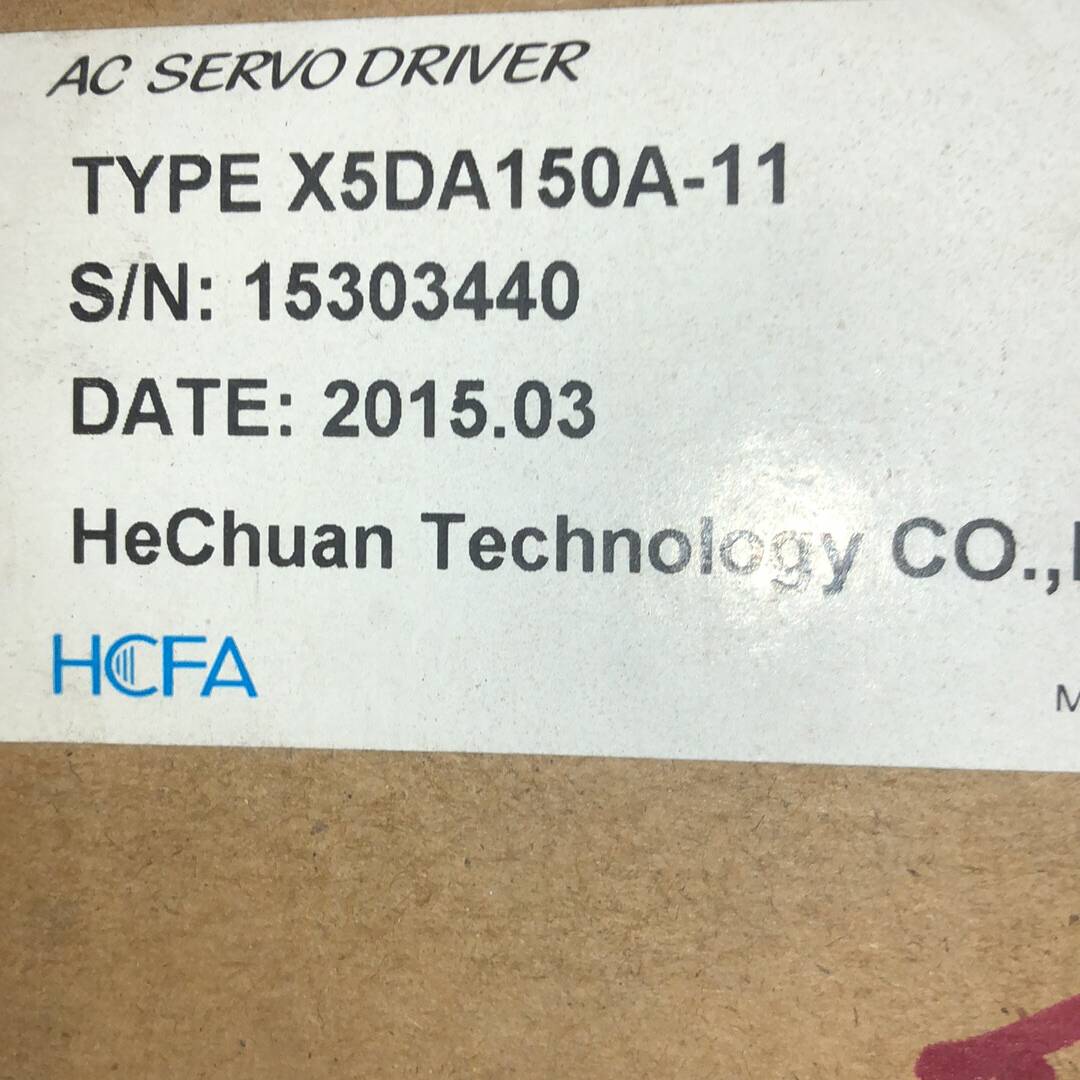 AC SERVO DRIVER
TYPE X5DA150A-11
S/N: 15303440
DATE: 2015.03
HeChuan Technology CO.,
HCFA